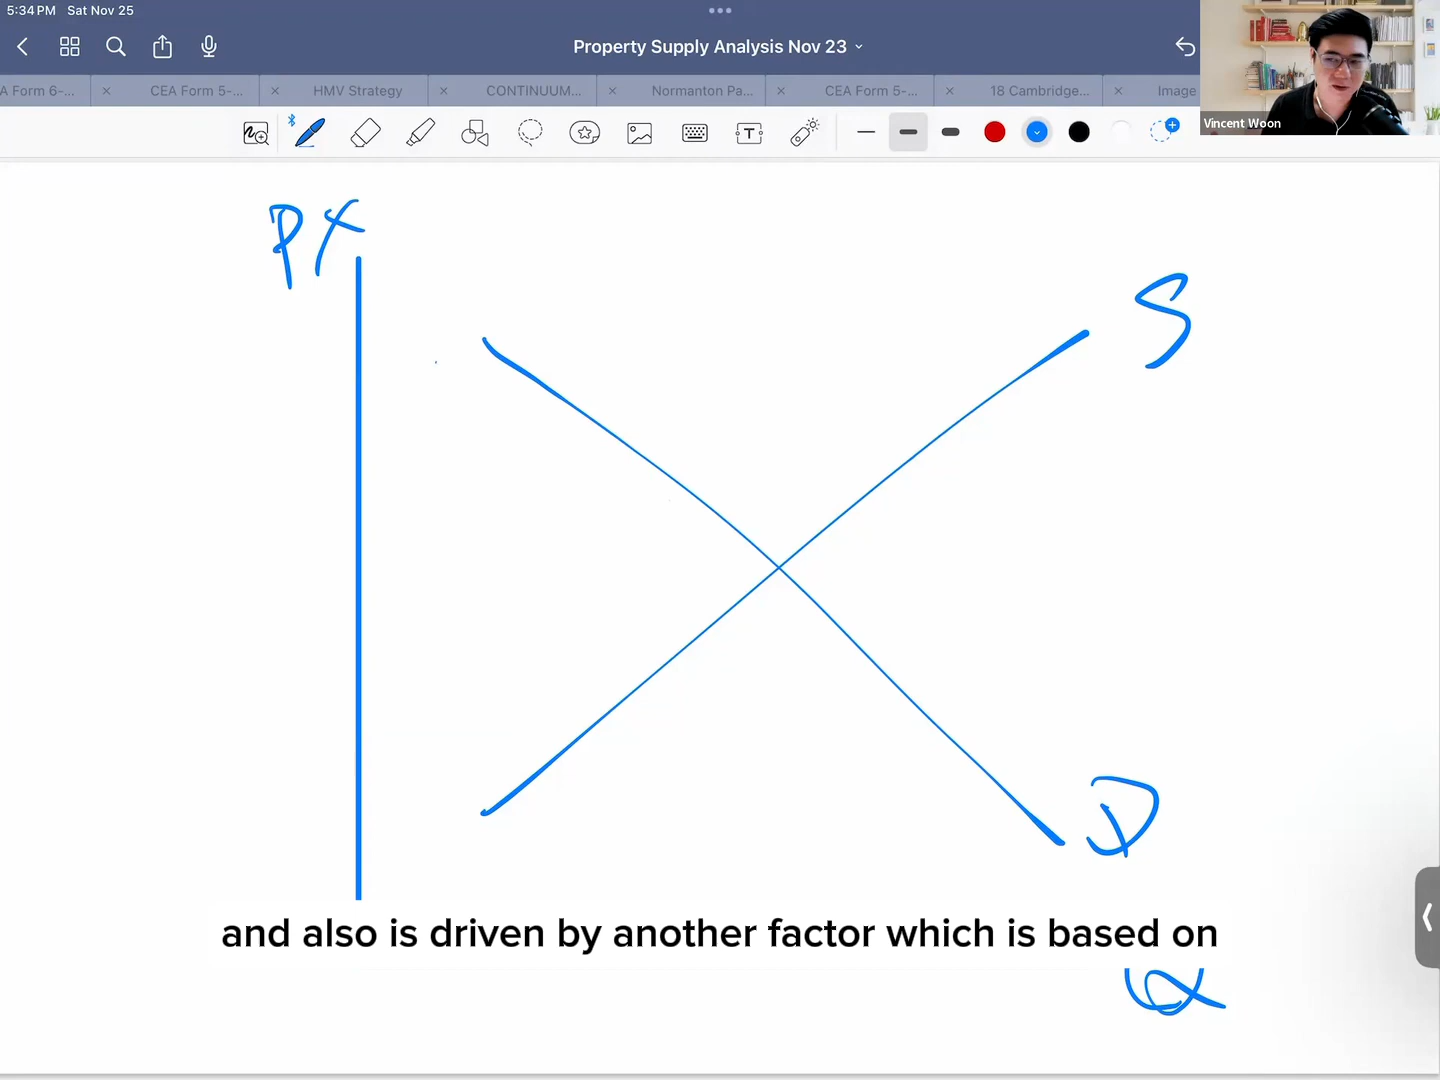 5:34 PM Sat Nov 25
Property Supply Analysis Nov 23
A Form 6-...
CEA Form 5-...
HMV Strategy
CONTINUUM...
Normanton Pa...
CEA Form 5-...
18 Cambridge...
Image
Vincent Woon
T
PX
S
D
and also is driven by another factor which is based on
Q